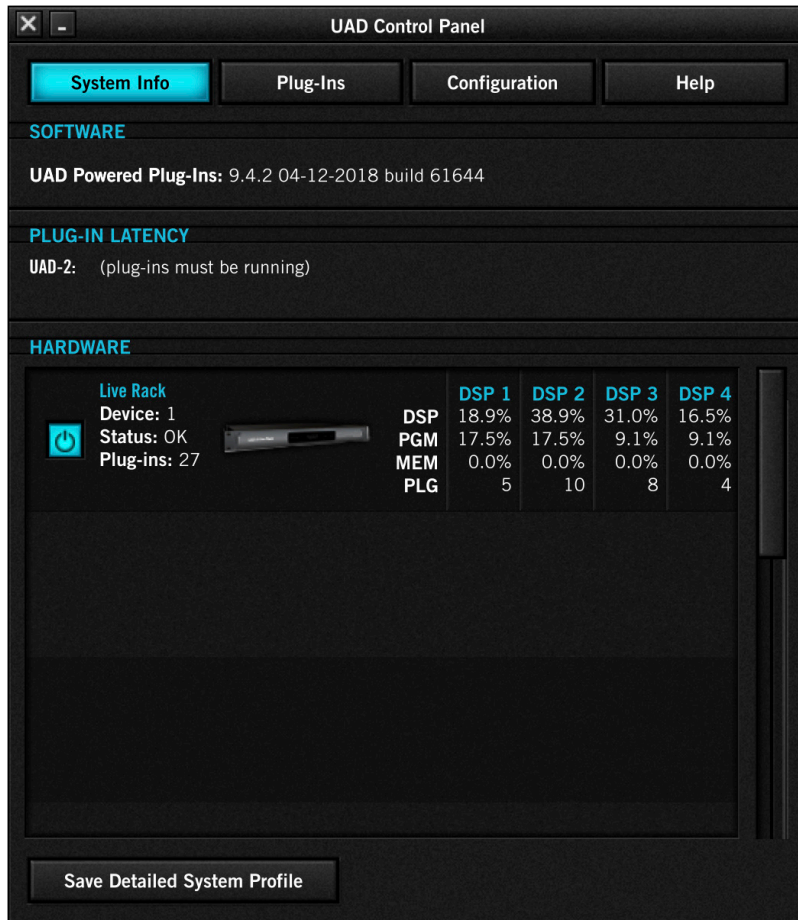 UAD Control Panel
System Info Plug-Ins Configuration Help
SOFTWARE
UAD Powered Plug-Ins: 9.4.2 04-12-2018 build 61644
PLUG-IN LATENCY
UAD-2: (plug-ins must be running)
HARDWARE
Live Rack
Device: 1
Status: OK
Plug-ins: 27
DSP 1 DSP 2 DSP 3 DSP 4
DSP 18.9% 38.9% 31.0% 16.5%
PGM 17.5% 17.5% 9.1% 9.1%
MEM 0.0% 0.0% 0.0% 0.0%
PLG 5 10 8 4
Save Detailed System Profile